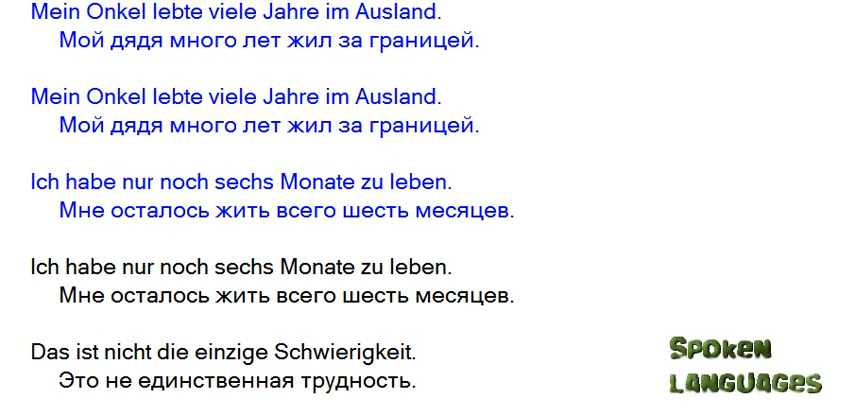 Mein Onkel lebte viele Jahre im Ausland.
Мой дядя много лет жил за границей.
Mein Onkel lebte viele Jahre im Ausland.
Мой дядя много лет жил за границей.
Ich habe nur noch sechs Monate zu leben.
Мне осталось жить всего шесть месяцев.
Ich habe nur noch sechs Monate zu leben.
Мне осталось жить всего шесть месяцев.
Das ist nicht die einzige Schwierigkeit.
Это не единственная трудность.
Spoken
Languages